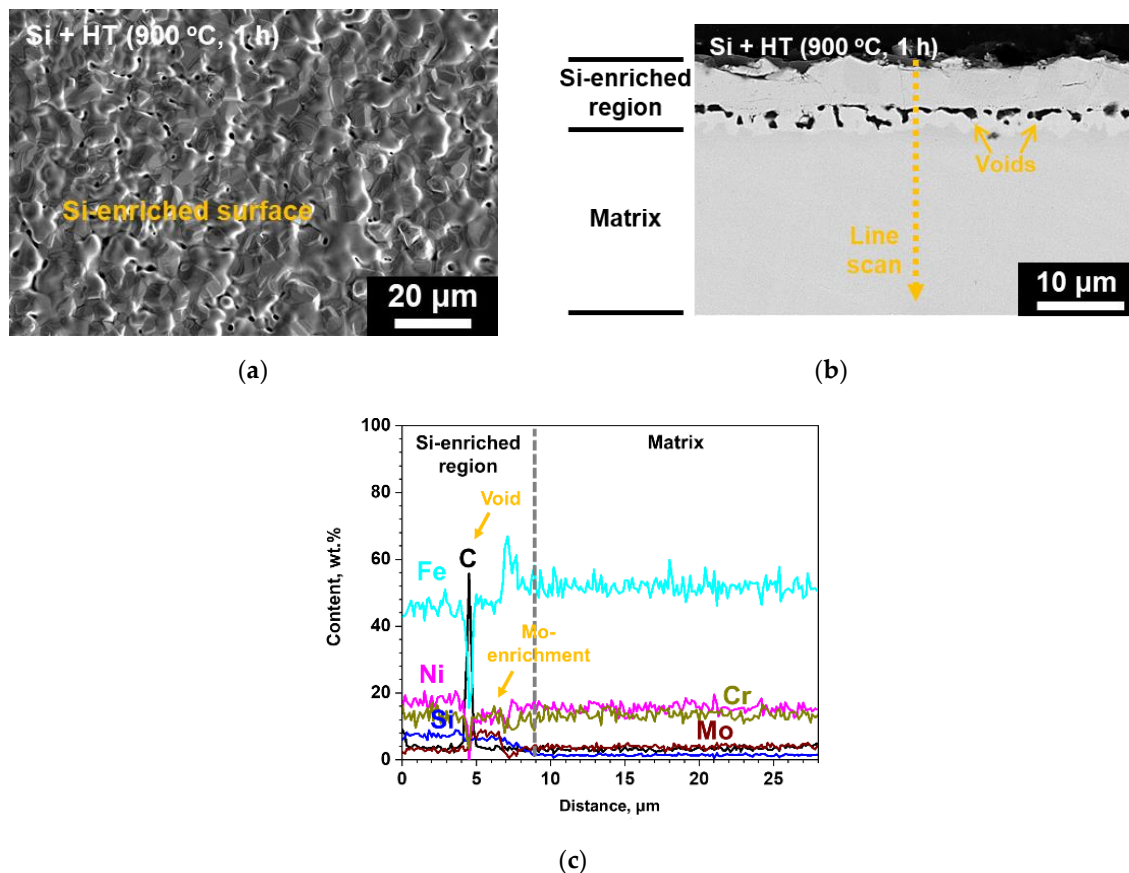 Si + HT (900 ºC, 1 h)
Si-enriched surface
20 µm
(a)
Si + HT (900 ºC, 1 h)
Si-enriched
region
Voids
Matrix
Line
scan
10 µm
(b)
Content, wt.%
100
80
60
40
20
0
Si-enriched
region
Matrix
Void
C
Fe
Mo-
enrichment
Ni
Si
Cr
Mo
0 5 10 15 20 25
Distance, µm
(c)